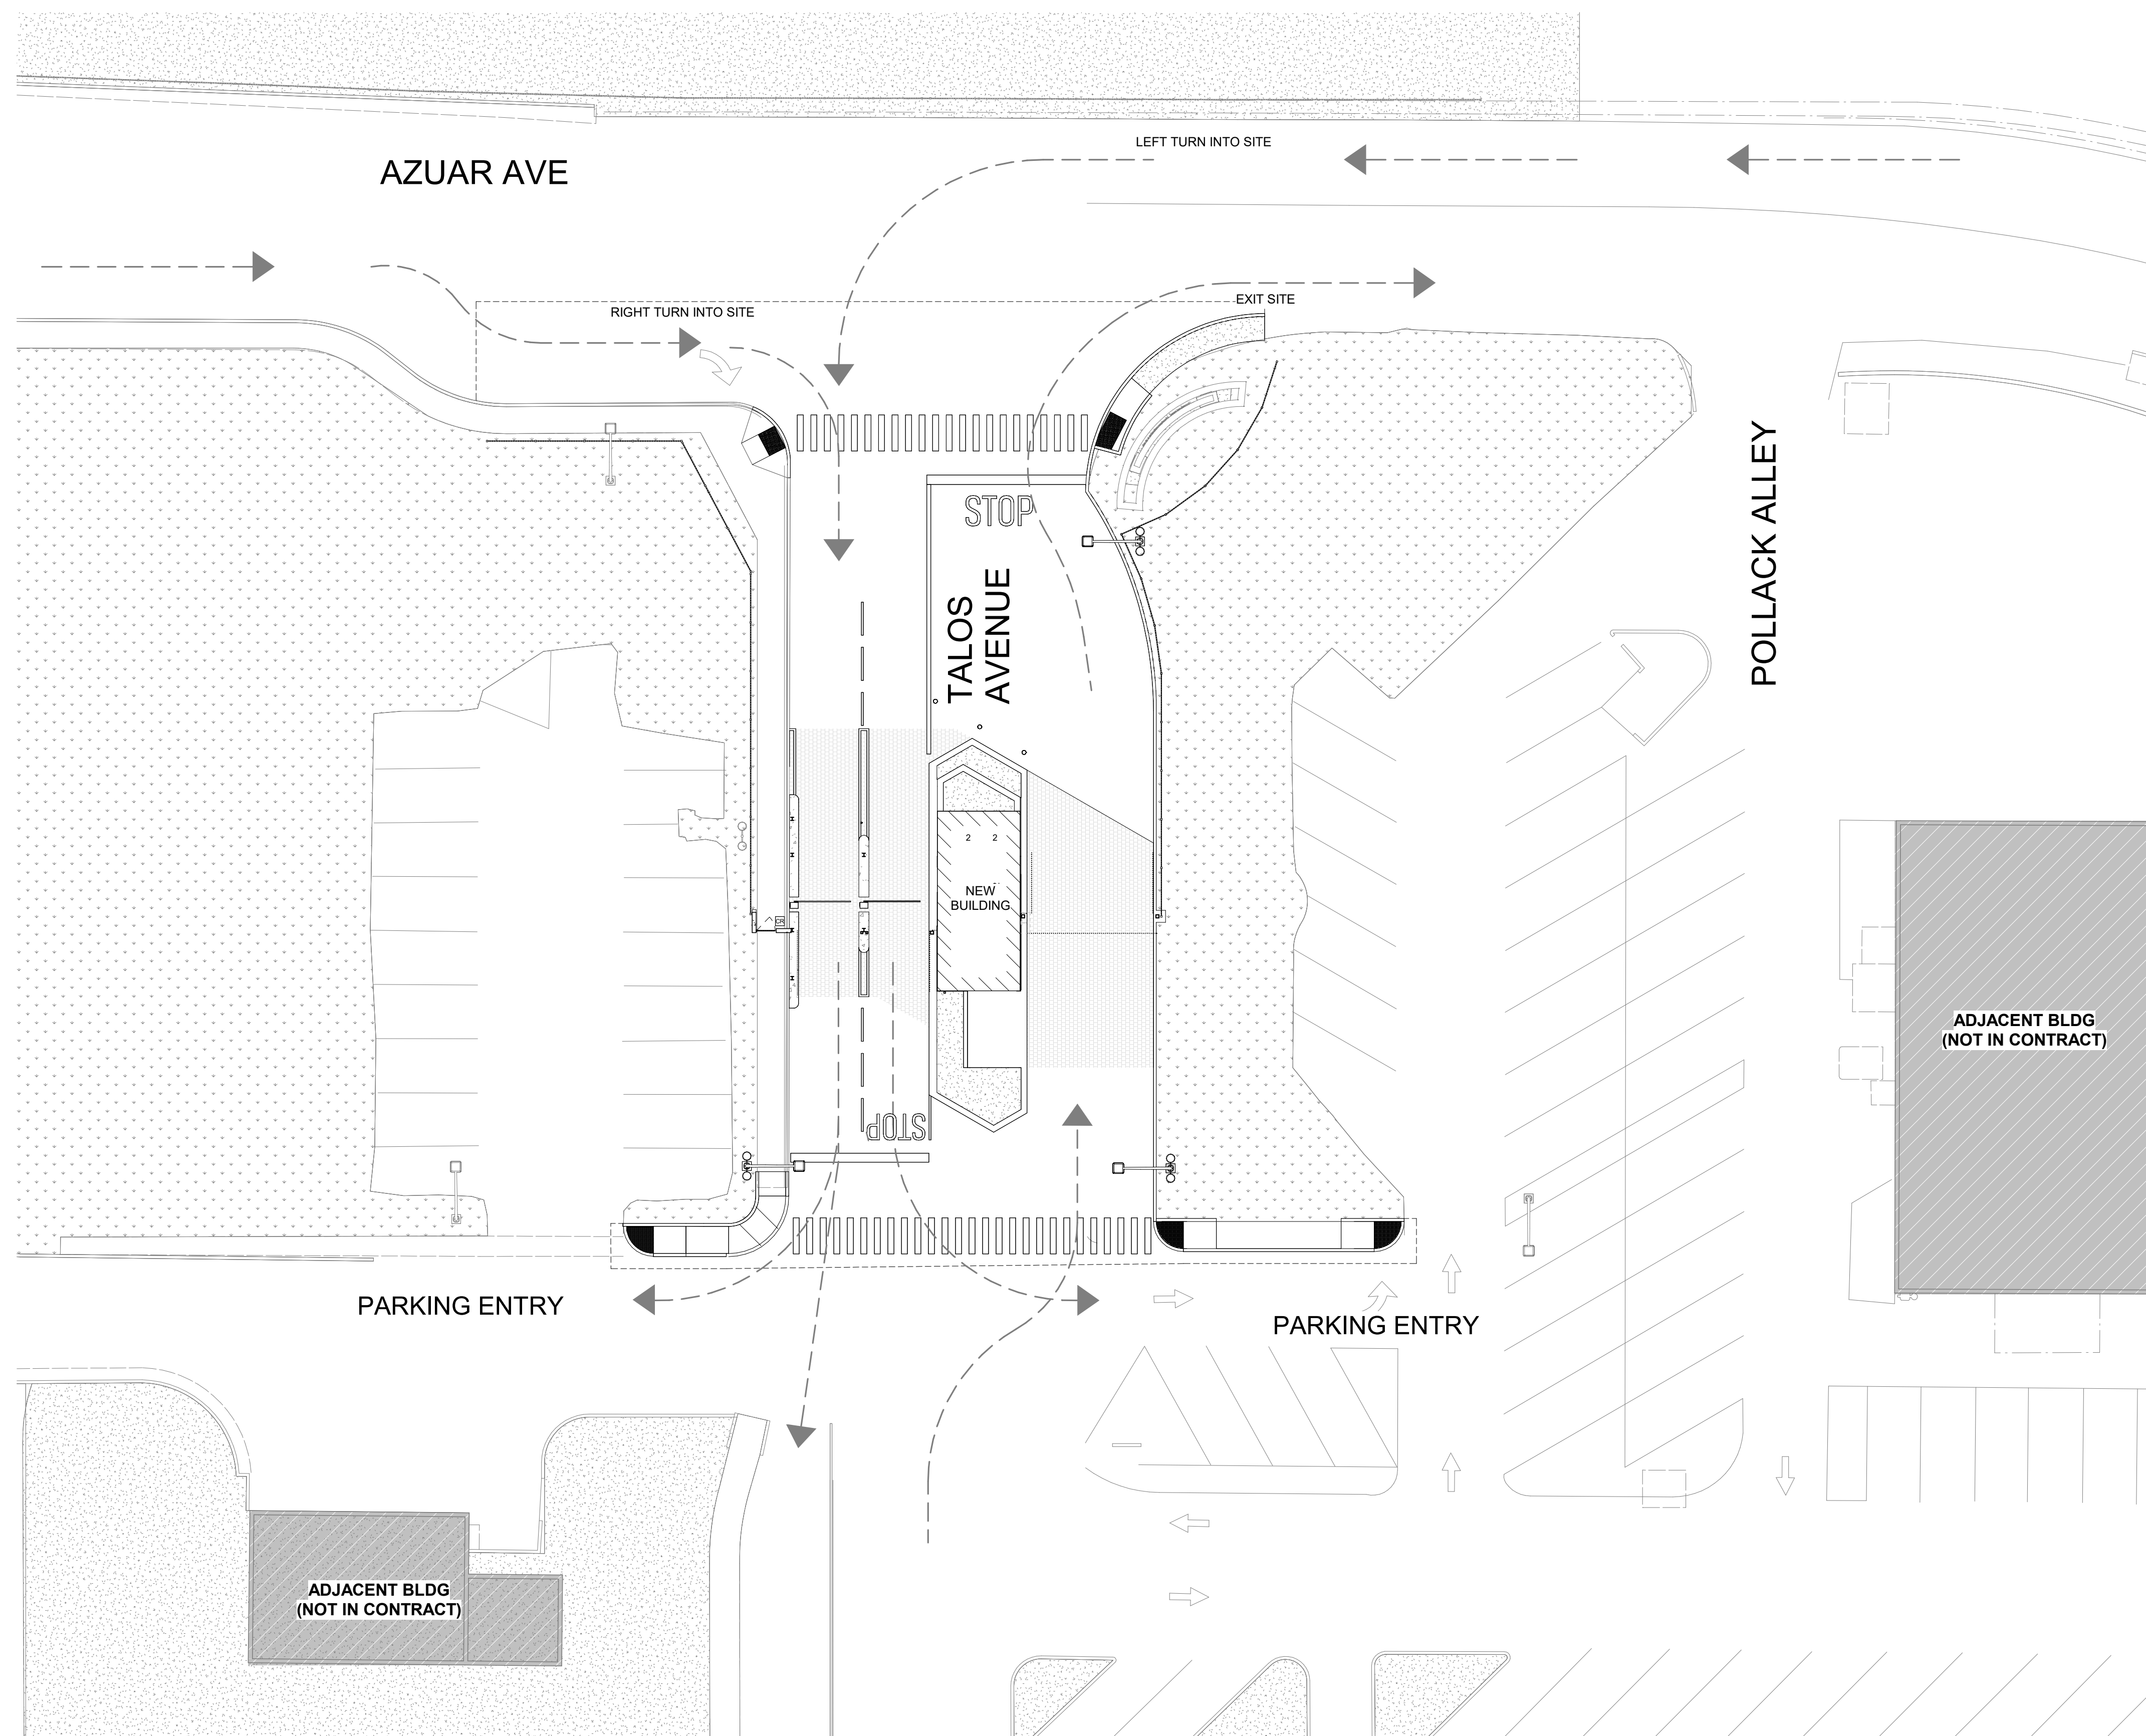 LEFT TURN INTO SITE
AZUAR AVE
EXIT SITE
RIGHT TURN INTO SITE
STOP
POLLACK ALLEY
TALOS
AVENUE
2 2
NEW
BUILDING
CR
ADJACENT BLDG
(NOT IN CONTRACT)
STOP
PARKING ENTRY
PARKING ENTRY
ADJACENT BLDG
(NOT IN CONTRACT)